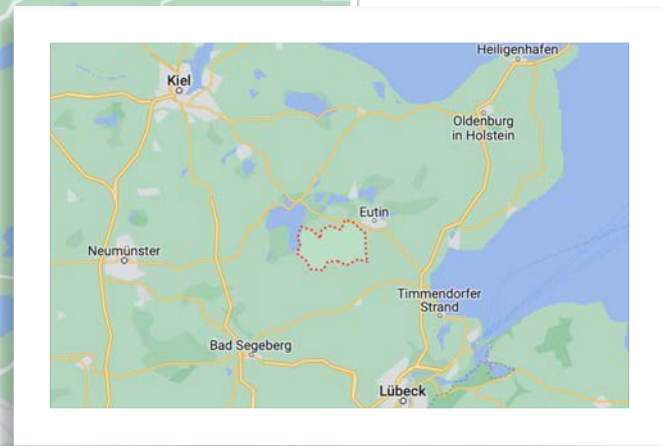 Heiligenhafen
Kiel
Oldenburg
in Holstein
Eutin
Neumünster
Timmendorfer
Strand
Bad Segeberg
Lübeck